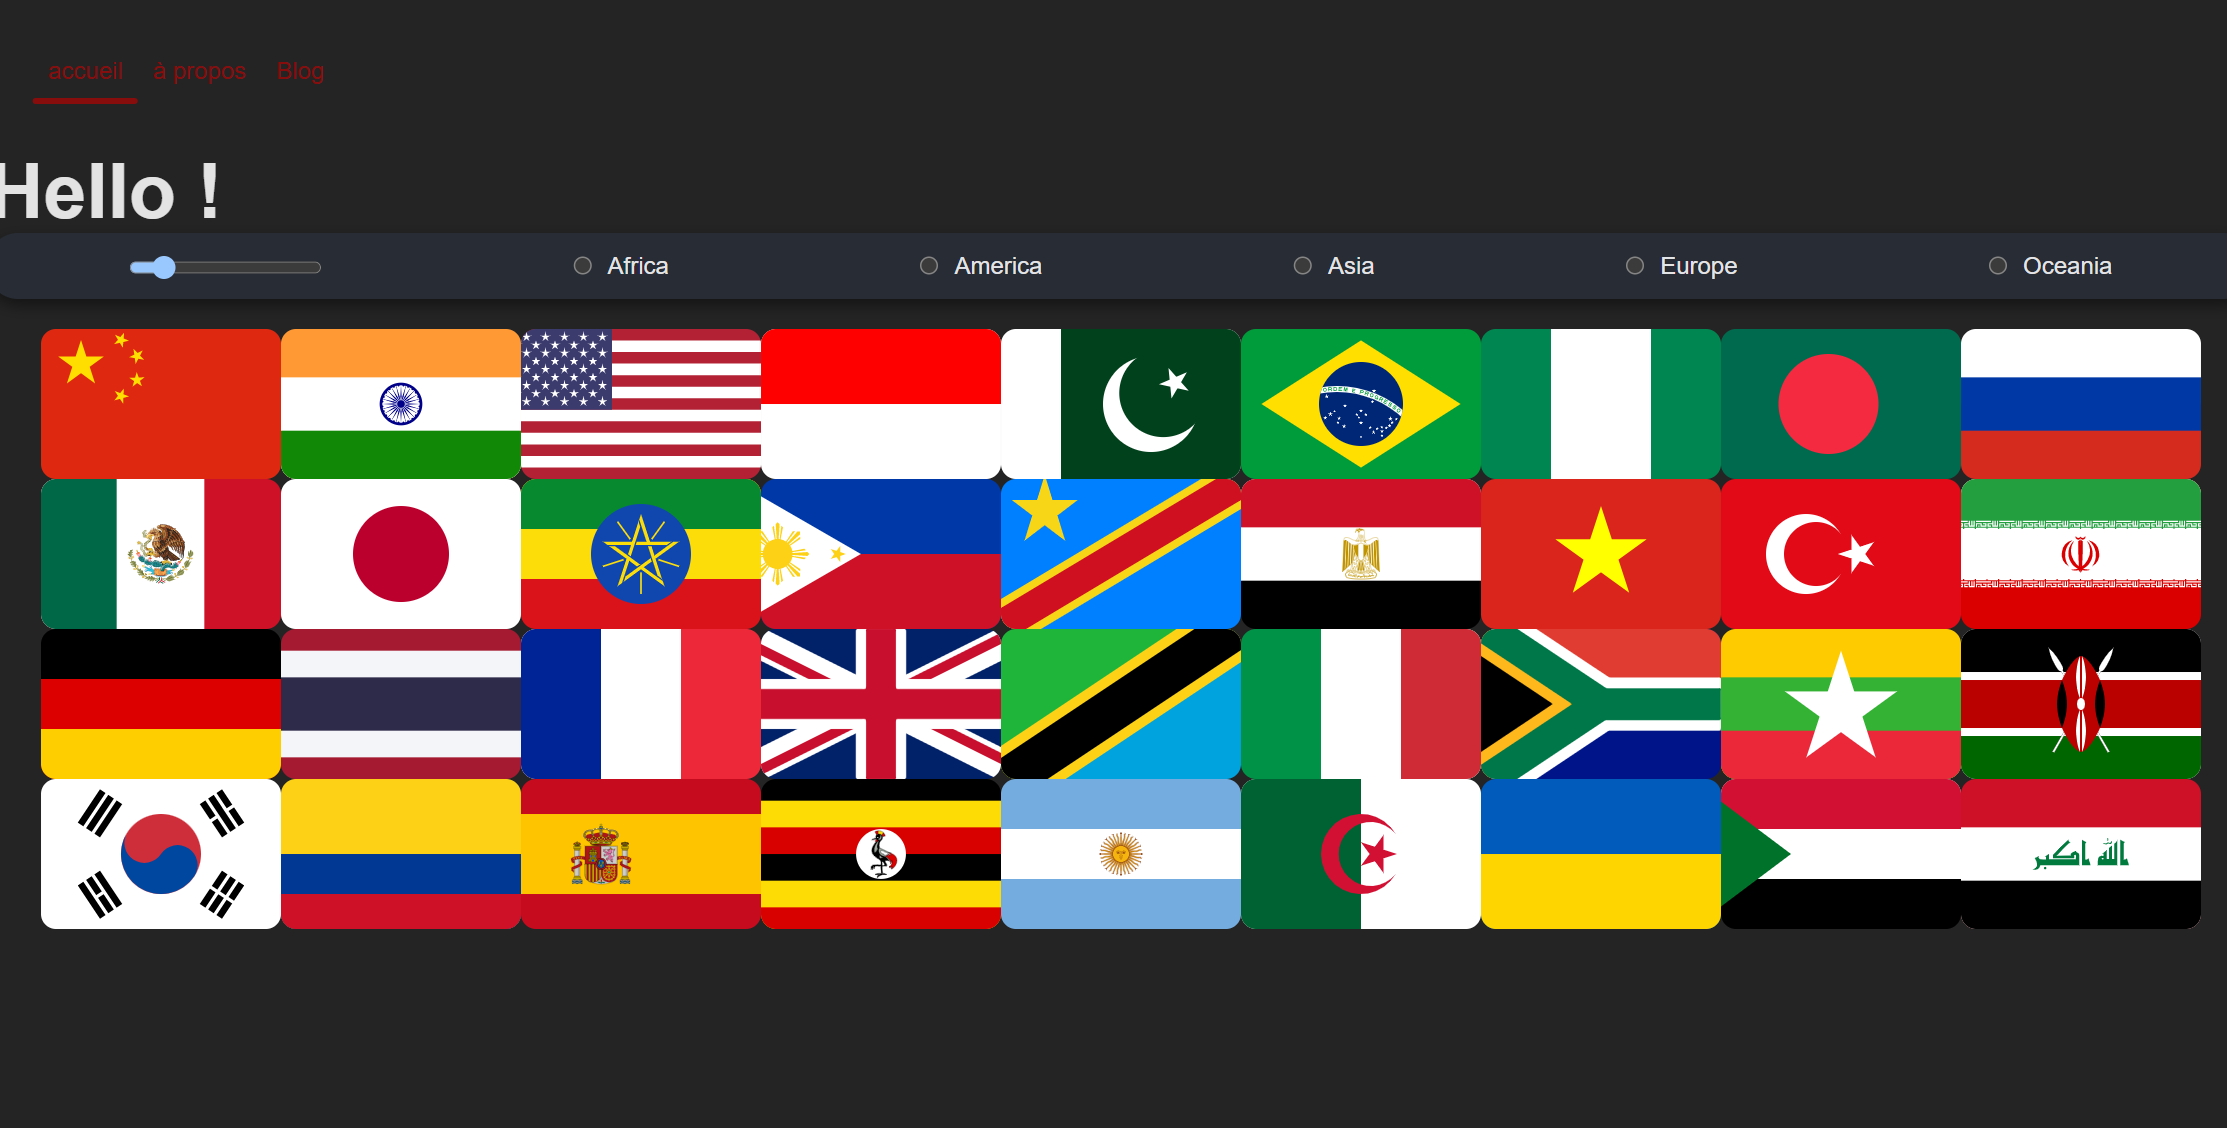 accueil à propos Blog
Hello !
Africa America Asia Europe Oceania
ORDEM E PROGRESSO
الله اكبر